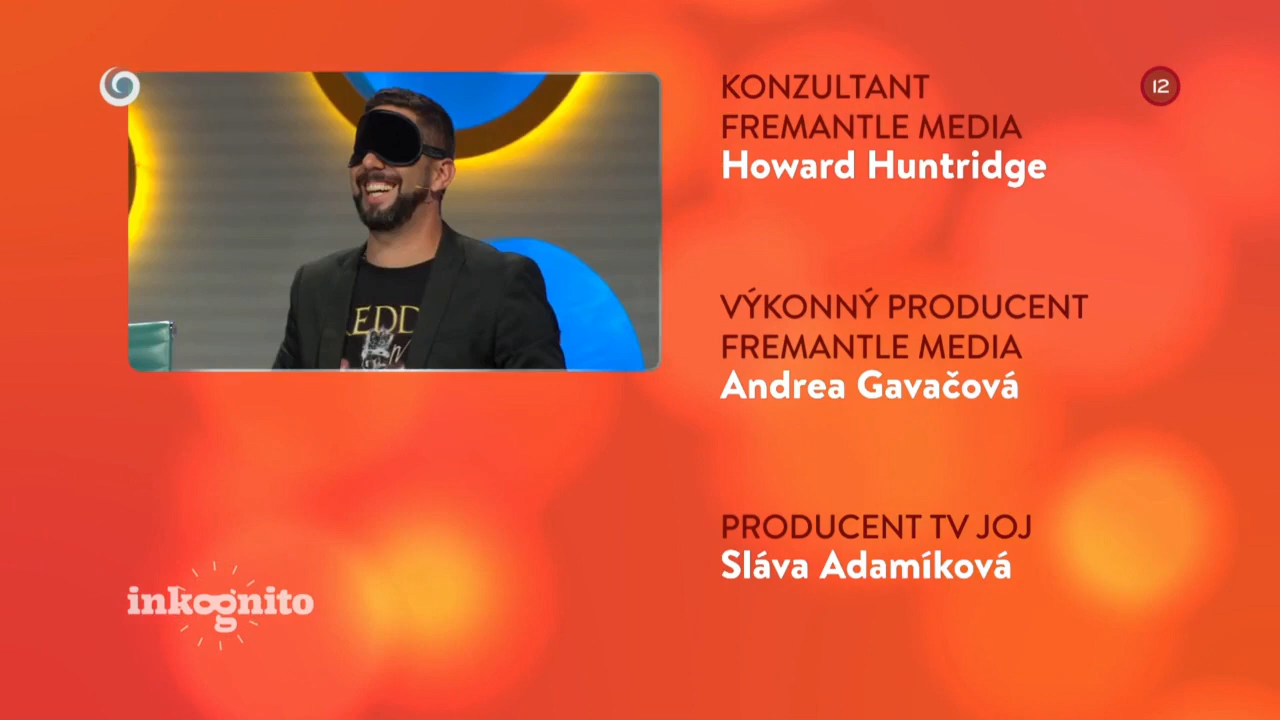 KONZULTANT
FREMANTLE MEDIA
Howard Huntridge
12
VÝKONNÝ PRODUCENT
FREMANTLE MEDIA
Andrea Gavačová
PRODUCENT TV JOJ
Sláva Adamíková
inkognito